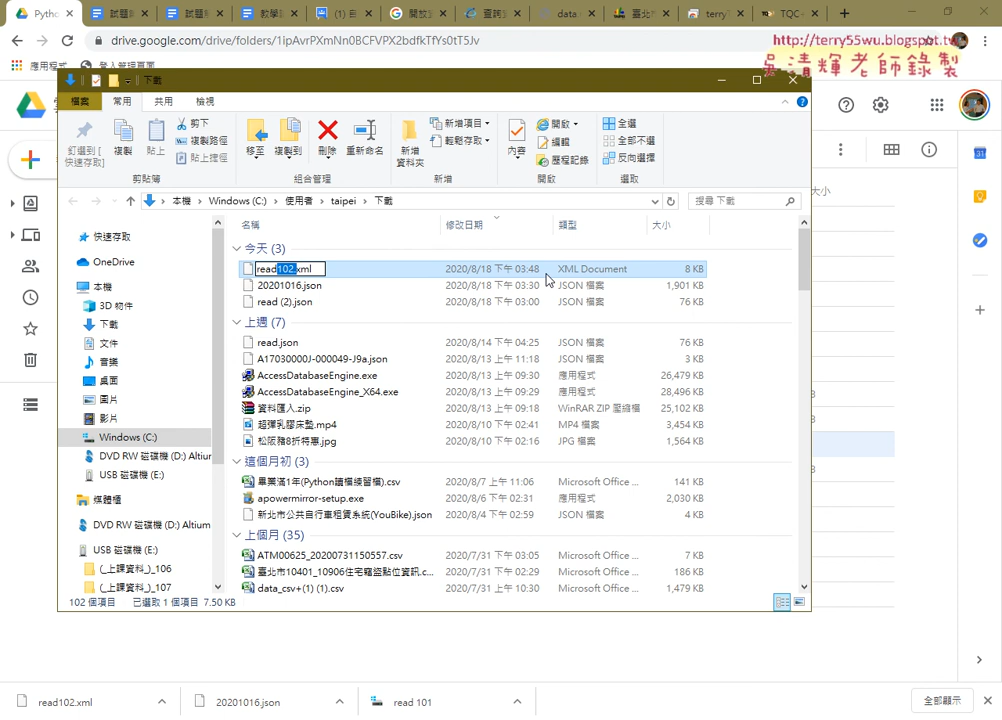 Pytho
試題
試題
教學
(1) 自
開放
查詢
data
臺北
terry
TQC+
drive.google.com/drive/folders/1ipAvrPXmNn0BCFVPX2bdfkTfYs0tT5Jv
http://terry55wu.blogspot.tw
吳清輝老師錄製
應用程式
登入管理頁面
下載
檔案 常用 共用 檢視
釘選到 [快速存取]
複製
貼上
剪下
複製路徑
貼上捷徑
移至
複製到
刪除
重新命名
新增資料夾
新增項目
輕鬆存取
內容
開啟
編輯
歷程記錄
全選
全部不選
反向選擇
剪貼簿 組合管理 新增 開啟 選取
本機 Windows (C:) 使用者 taipei 下載
搜尋 下載
名稱 修改日期 類型 大小
大小
快速存取
OneDrive
本機
3D 物件
下載
文件
音樂
桌面
圖片
影片
Windows (C:)
DVD RW 磁碟機 (D:) Altiur
USB 磁碟機 (E:)
媒體櫃
DVD RW 磁碟機 (D:) Altium
USB 磁碟機 (E:)
(_上課資料_)_106
(_上課資料_)_107
今天 (3)
read102.xml 2020/8/18 下午 03:48 XML Document 8 KB
20201016.json 2020/8/18 下午 03:30 JSON 檔案 1,901 KB
read (2).json 2020/8/18 下午 03:00 JSON 檔案 76 KB
上週 (7)
read.json 2020/8/14 下午 04:25 JSON 檔案 76 KB
A17030000J-000049-J9a.json 2020/8/13 上午 11:18 JSON 檔案 3 KB
AccessDatabaseEngine.exe 2020/8/13 上午 09:30 應用程式 26,479 KB
AccessDatabaseEngine_X64.exe 2020/8/13 上午 09:29 應用程式 28,496 KB
資料匯入.zip 2020/8/13 上午 09:18 WinRAR ZIP 壓縮檔 25,102 KB
超彈乳膠床墊.mp4 2020/8/10 下午 02:41 MP4 檔案 3,454 KB
松阪豬8折特惠.jpg 2020/8/10 下午 02:16 JPG 檔案 1,564 KB
這個月初 (3)
畢業滿1年(Python讀檔練習檔).csv 2020/8/7 上午 11:06 Microsoft Office ... 141 KB
apowermirror-setup.exe 2020/8/6 下午 02:31 應用程式 2,030 KB
新北市公共自行車租賃系統(YouBike).json 2020/8/4 下午 02:59 JSON 檔案 4 KB
上個月 (35)
ATM00625_20200731150557.csv 2020/7/31 下午 03:05 Microsoft Office ... 7 KB
臺北市10401_10906住宅竊盜點位資訊.c... 2020/7/31 下午 02:29 Microsoft Office ... 186 KB
data_csv+(1) (1).csv 2020/7/31 上午 10:30 Microsoft Office ... 1,479 KB
102 個項目 已選取 1 個項目 7.50 KB
read102.xml
20201016.json
read 101
全部顯示